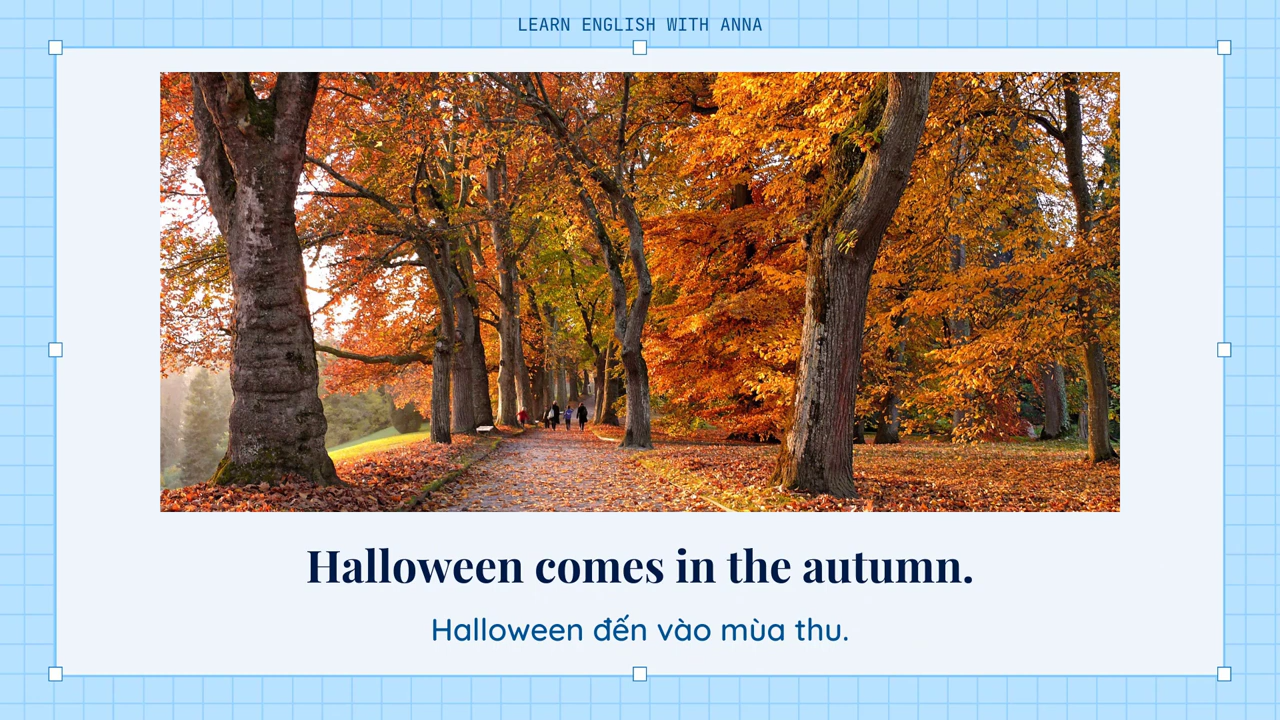 LEARN ENGLISH WITH ANNA
Halloween comes in the autumn.
Halloween đến vào mùa thu.